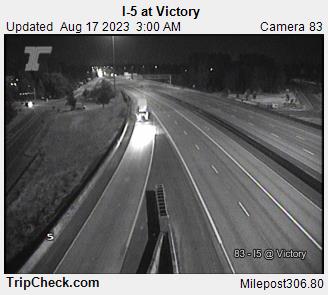 I-5 at Victory
Updated Aug 17 2023 3:00 AM Camera 83
T
S
83 - I5 @ Victory
TripCheck.com Milepost306.80